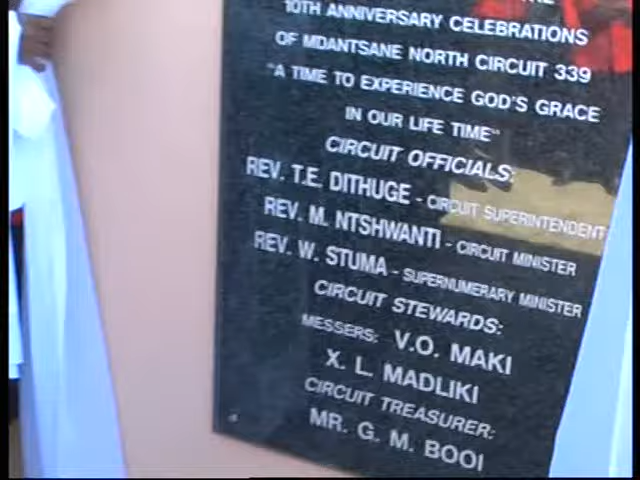 10TH ANNIVERSARY CELEBRATIONS
OF MDANTSANE NORTH CIRCUIT 339
"A TIME TO EXPERIENCE GOD'S GRACE
IN OUR LIFE TIME"
CIRCUIT OFFICIALS:
REV. T.E. DITHUGE - CIRCUIT SUPERINTENDENT
REV. M. NTSHWANTI - CIRCUIT MINISTER
REV. W. STUMA - SUPERNUMERARY MINISTER
CIRCUIT STEWARDS:
MESSERS: V.O. MAKI
X. L. MADLIKI
CIRCUIT TREASURER:
MR. G. M. BOOI